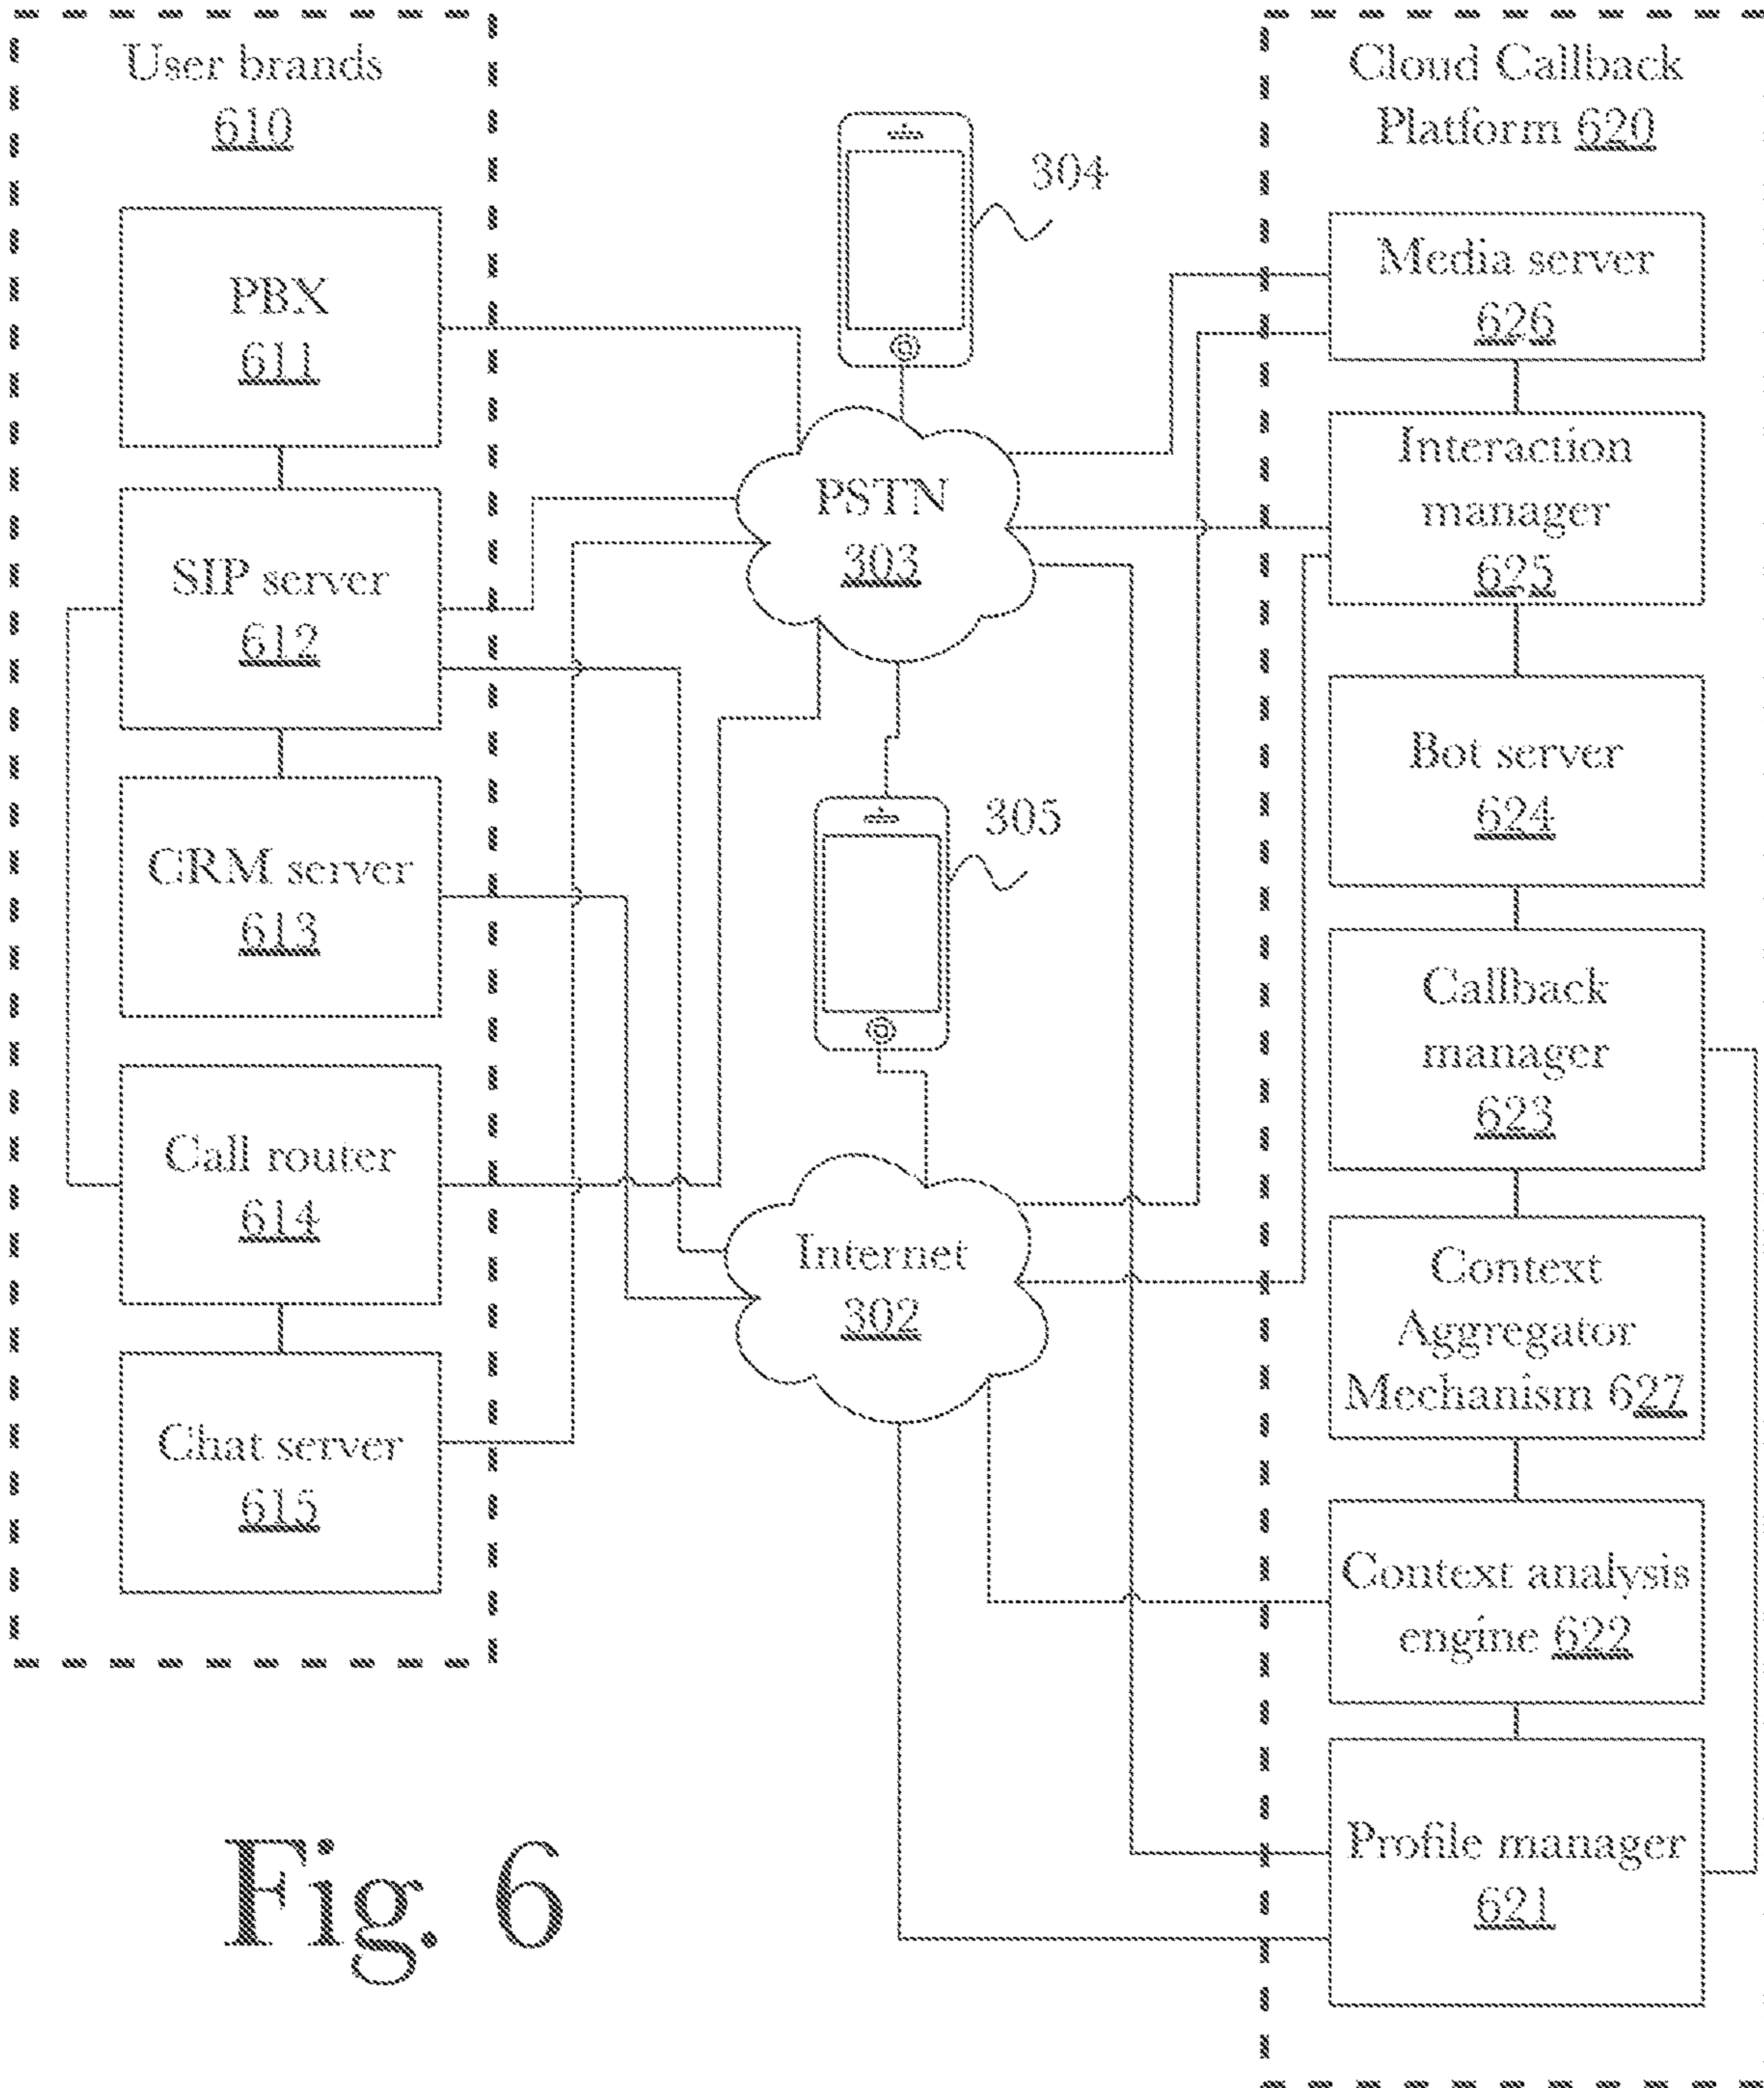 User brands
610
PBX
611
SIP server
612
CRM server
613
Call router
614
Chat server
615
304
PSTN
303
305
Internet
302
Cloud Callback
Platform 620
Media server
626
Interaction
manager
625
Bot server
624
Callback
manager
623
Context
Aggregator
Mechanism 627
Context analysis
engine 622
Profile manager
621
Fig. 6